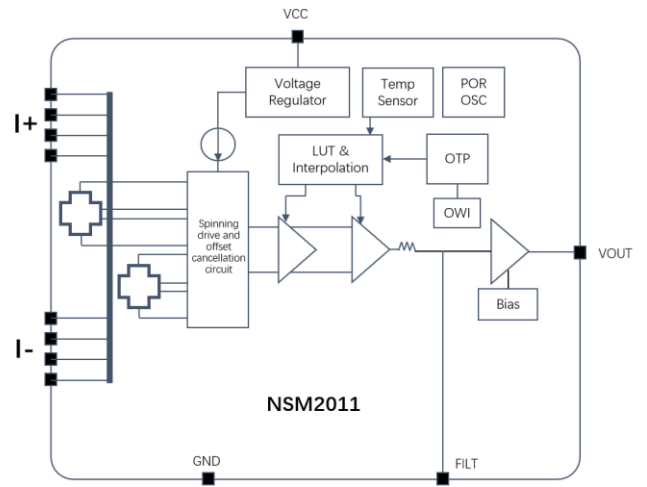 VCC
Voltage
Regulator
Temp
Sensor
POR
OSC
I+
LUT &
Interpolation
OTP
OWI
Spinning
drive and
offset
cancellation
circuit
VOUT
Bias
I-
NSM2011
GND
FILT